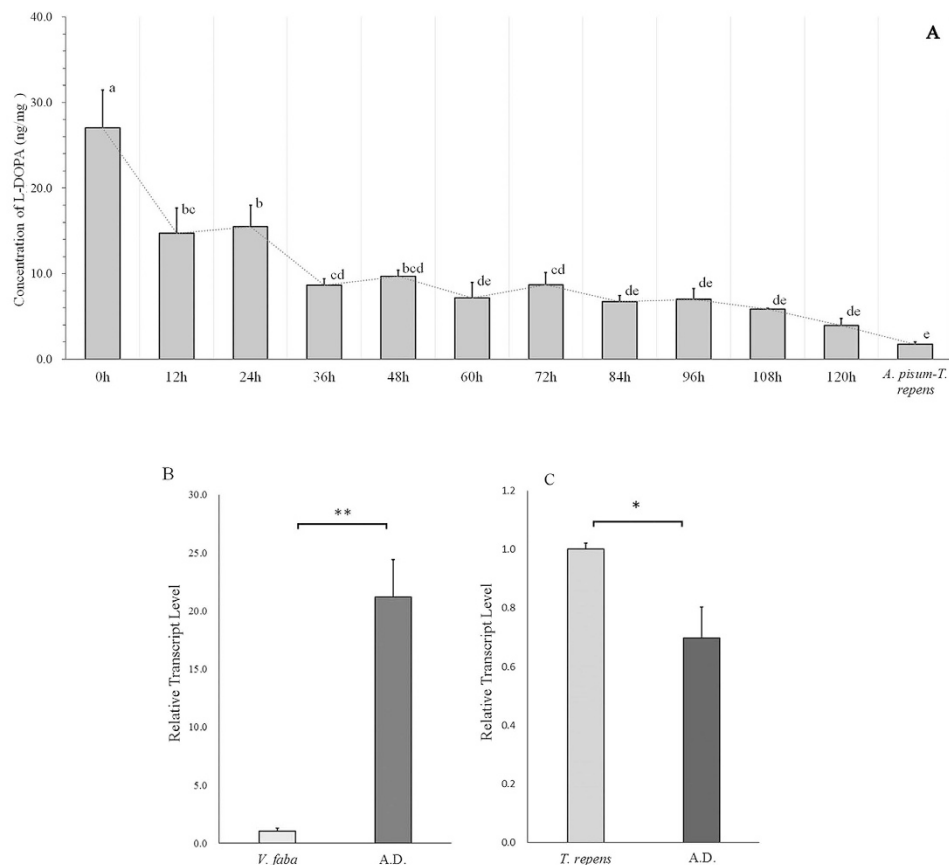 A
Concentration of L-DOPA (ng/mg )
40.0
30.0
20.0
10.0
0.0
a
bc
b
cd
bcd
de
cd
de
de
de
de
e
0h
12h
24h
36h
48h
60h
72h
84h
96h
108h
120h
A. pisum-T.
repens
B
Relative Transcript Level
30.0
25.0
20.0
15.0
10.0
5.0
0.0
**
V. faba
A.D.
C
Relative Transcript Level
1.2
1.0
0.8
0.6
0.4
0.2
0.0
*
T. repens
A.D.